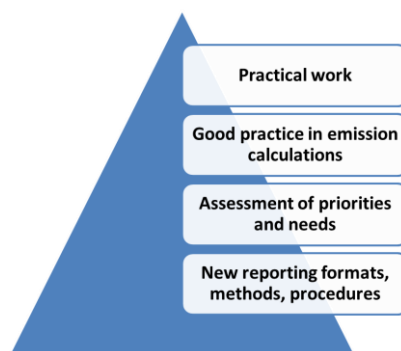 Practical work
Good practice in emission
calculations
Assessment of priorities
and needs
New reporting formats,
methods, procedures